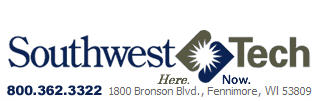 Southwest Tech
Here. Now.
800.362.3322 1800 Bronson Blvd., Fennimore, WI 53809